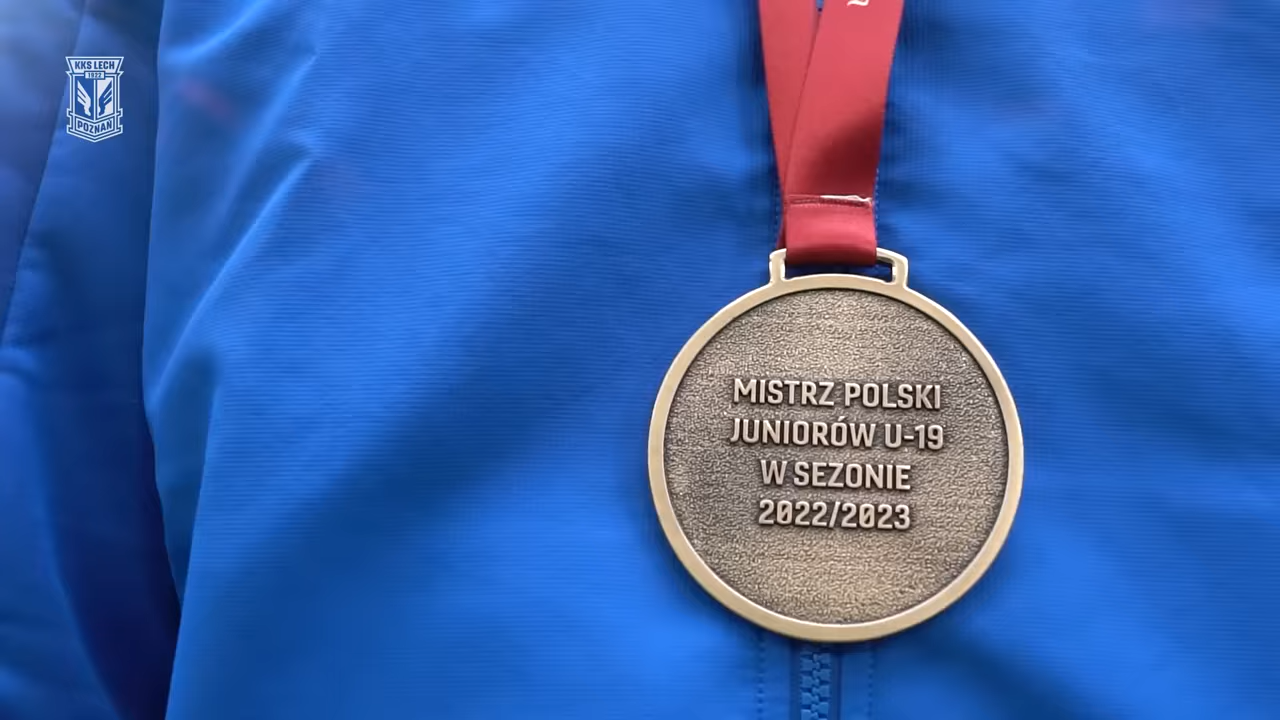 KKS LECH
1922
POZNAŃ
MISTRZ POLSKI
JUNIORÓW U-19
W SEZONIE
2022/2023